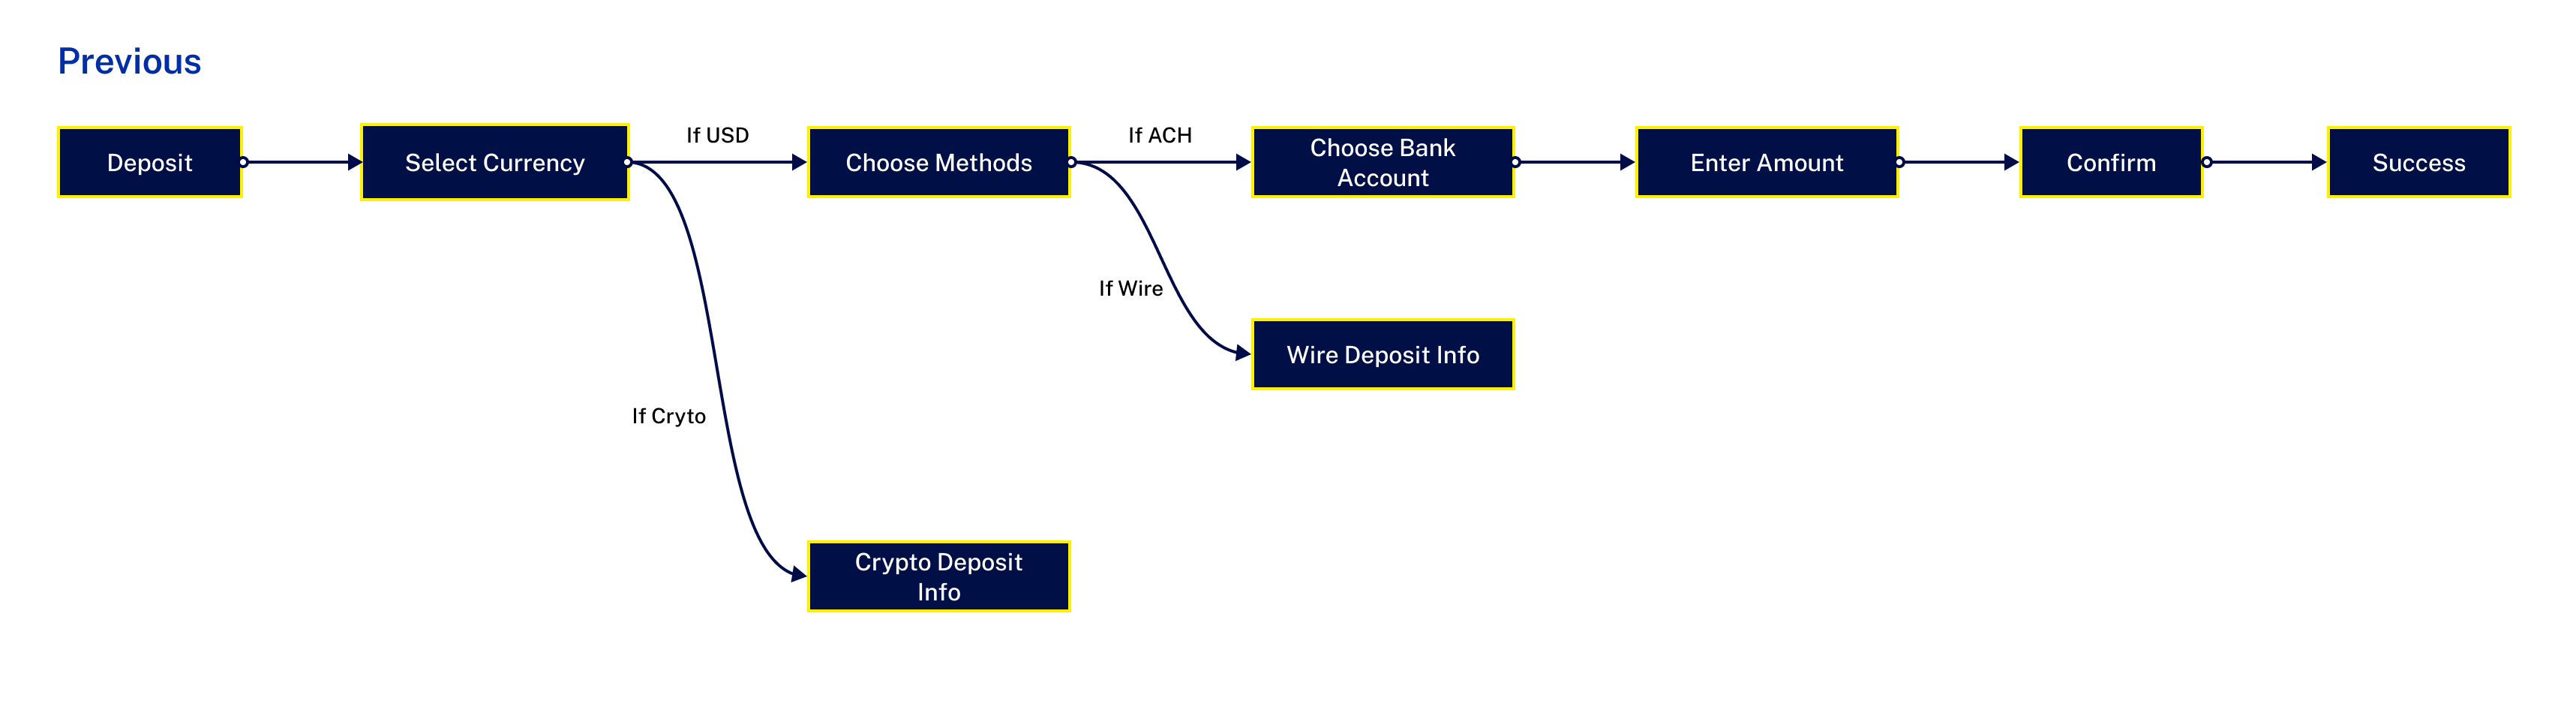 Previous
Deposit
Select Currency
If USD
Choose Methods
If ACH
Choose Bank
Account
Enter Amount
Confirm
Success
If Wire
Wire Deposit Info
If Cryto
Crypto Deposit
Info